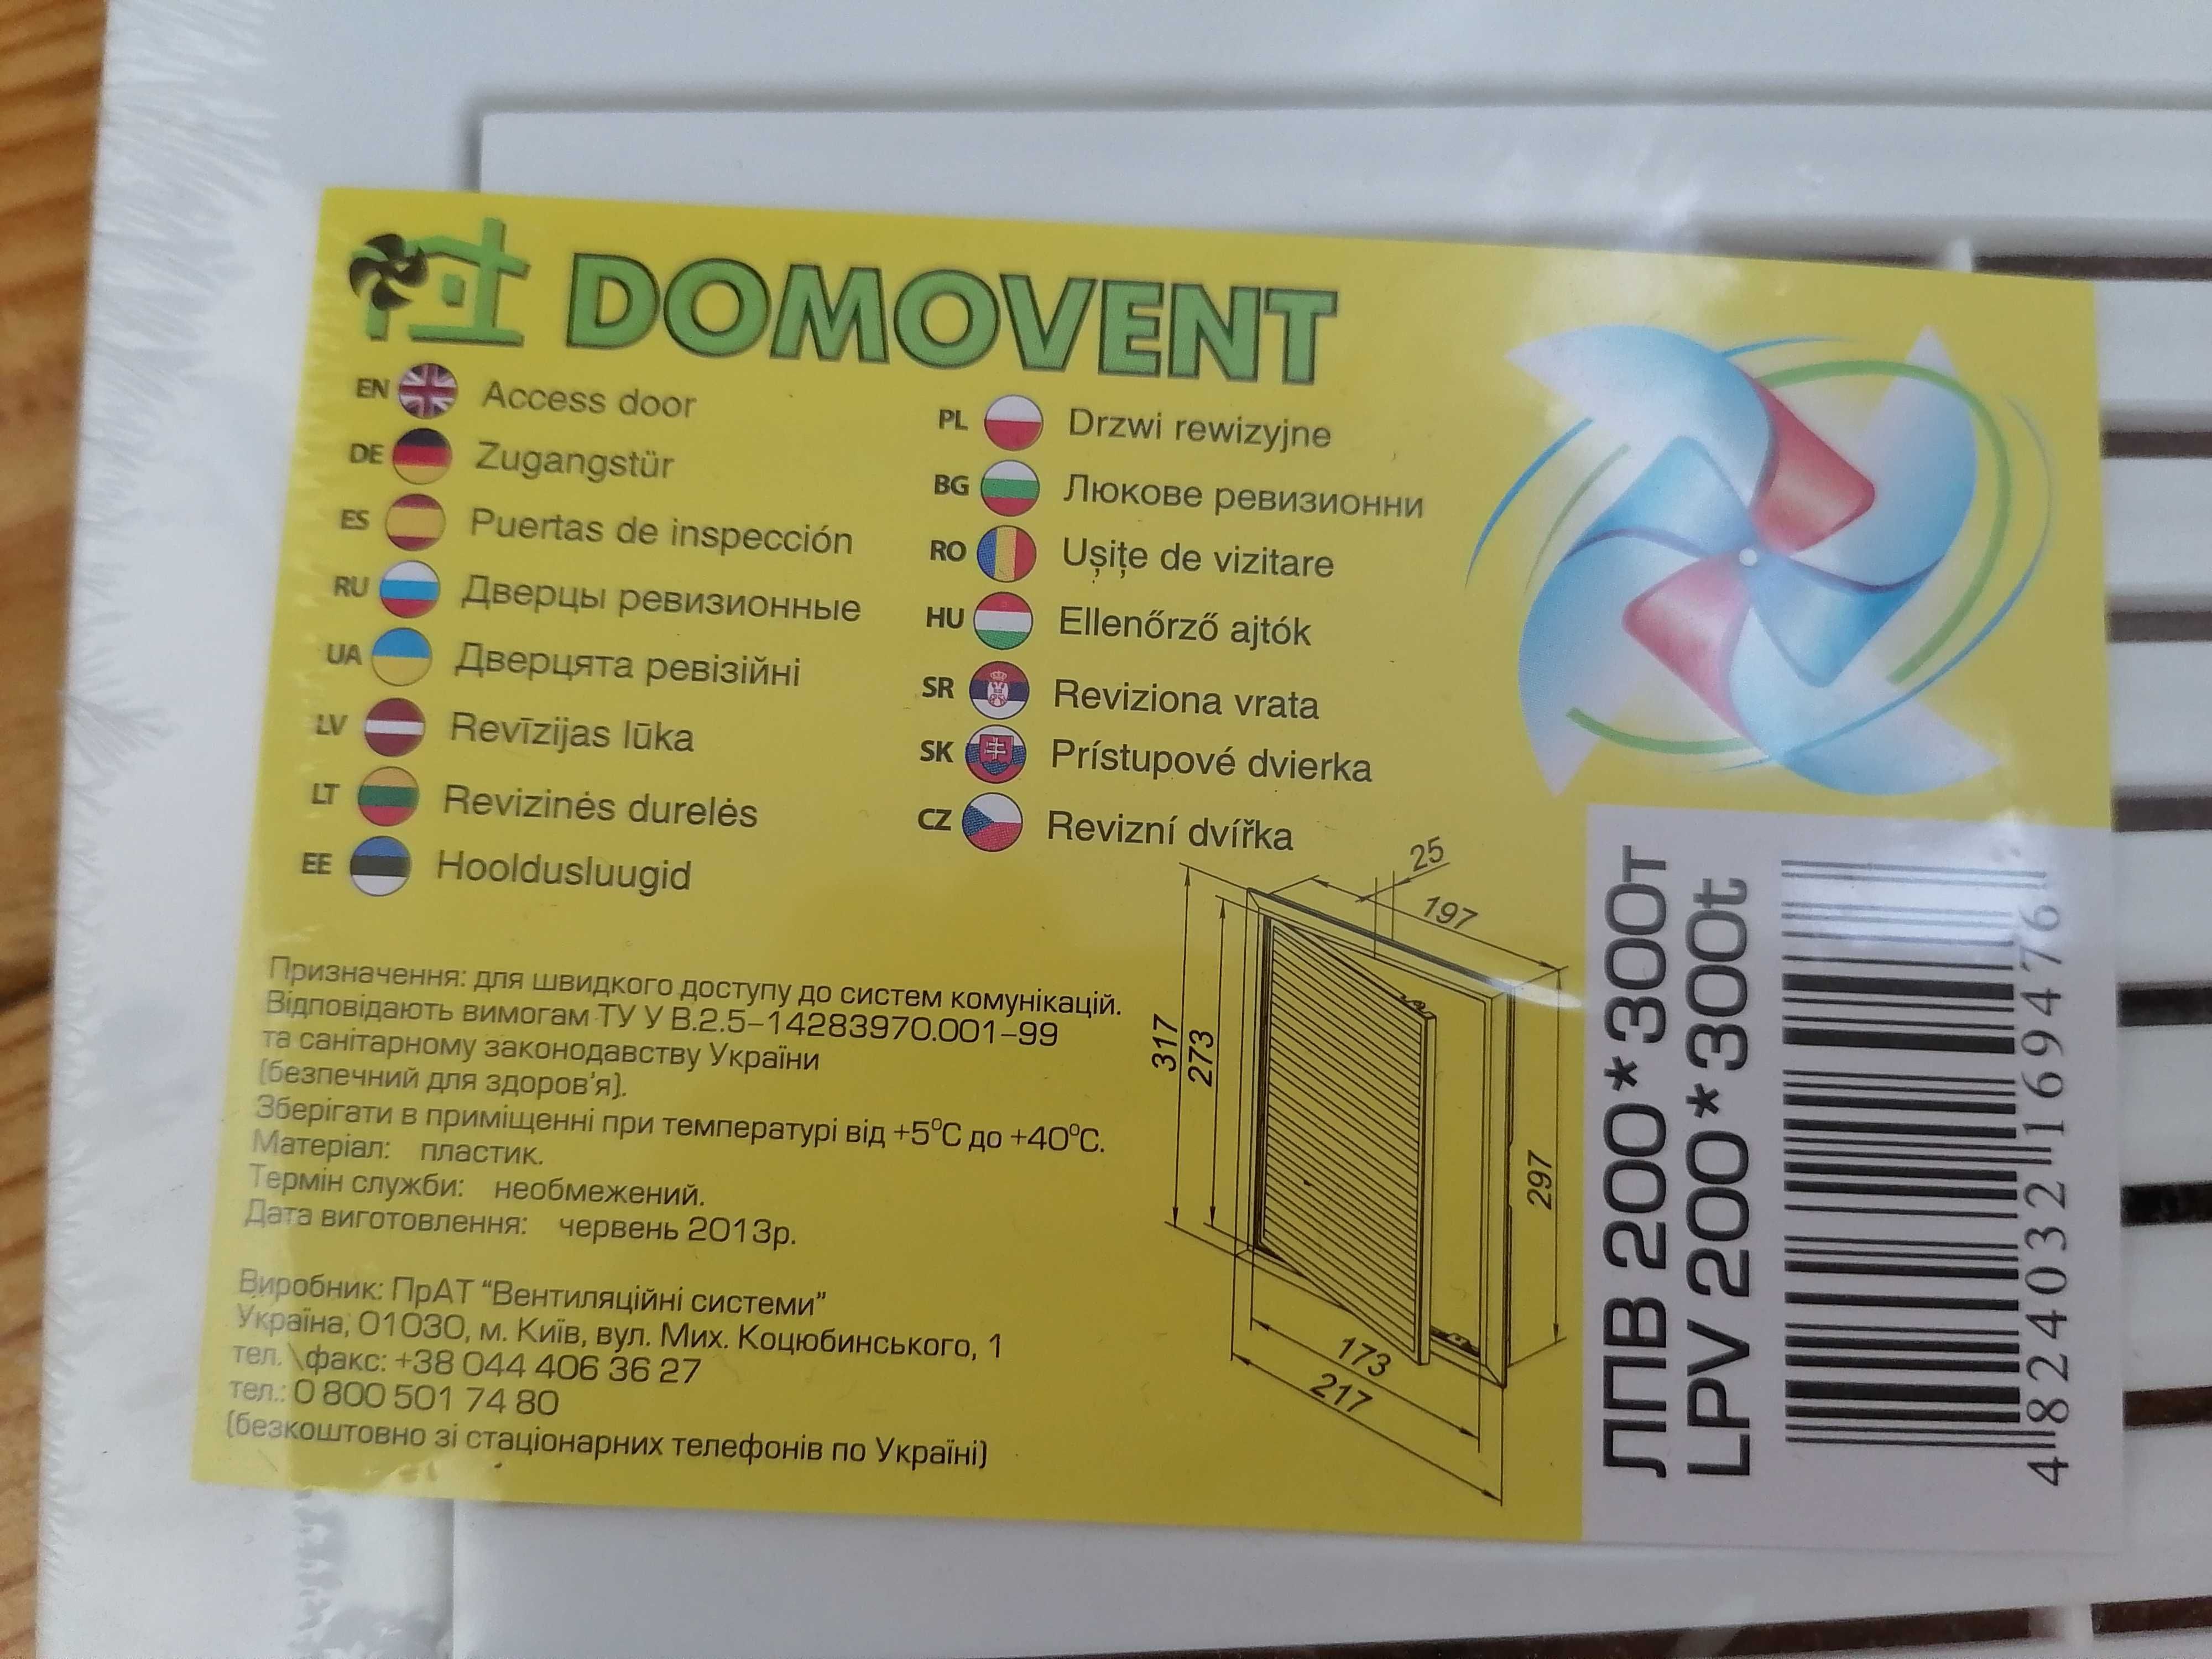 DOMOVENT
EN Access door
DE Zugangstür
ES Puertas de inspección
RU Дверцы ревизионные
UA Дверцята ревізійні
LV Revīzijas lūka
LT Revizinės durelės
EE Hooldusluugid
PL Drzwi rewizyjne
BG Люкове ревизионни
RO Ușițe de vizitare
HU Ellenőrző ajtók
SR Reviziona vrata
SK Prístupové dvierka
CZ Revizní dvířka
Призначення: для швидкого доступу до систем комунікацій.
Відповідають вимогам ТУ У В.2.5-14283970.001-99
та санітарному законодавству України
(безпечний для здоров'я).
Зберігати в приміщенні при температурі від +5°С до +40°С.
Матеріал: пластик.
Термін служби: необмежений.
Дата виготовлення: червень 2013р.
Виробник: ПрАТ "Вентиляційні системи"
Україна, 01030, м. Київ, вул. Мих. Коцюбинського, 1
тел.\факс: +38 044 406 36 27
тел.: 0 800 501 74 80
(безкоштовно зі стаціонарних телефонів по Україні)
25
197
317
273
297
173
217
ЛПВ 200*300т
LPV 200*300t
4824032169476